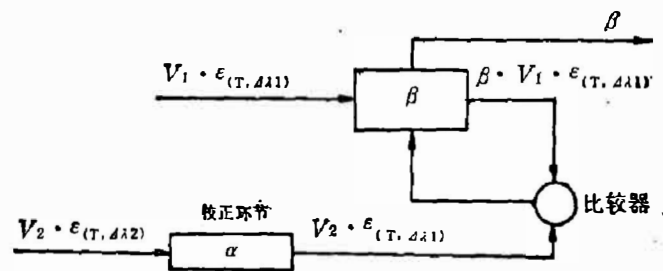 β
V₁·ε(T, Δλ1)
β
β·V₁·ε(T, Δλ1)
比较器
校正环节
V₂·ε(T, Δλ2)
α
V₂·ε(T, Δλ1)